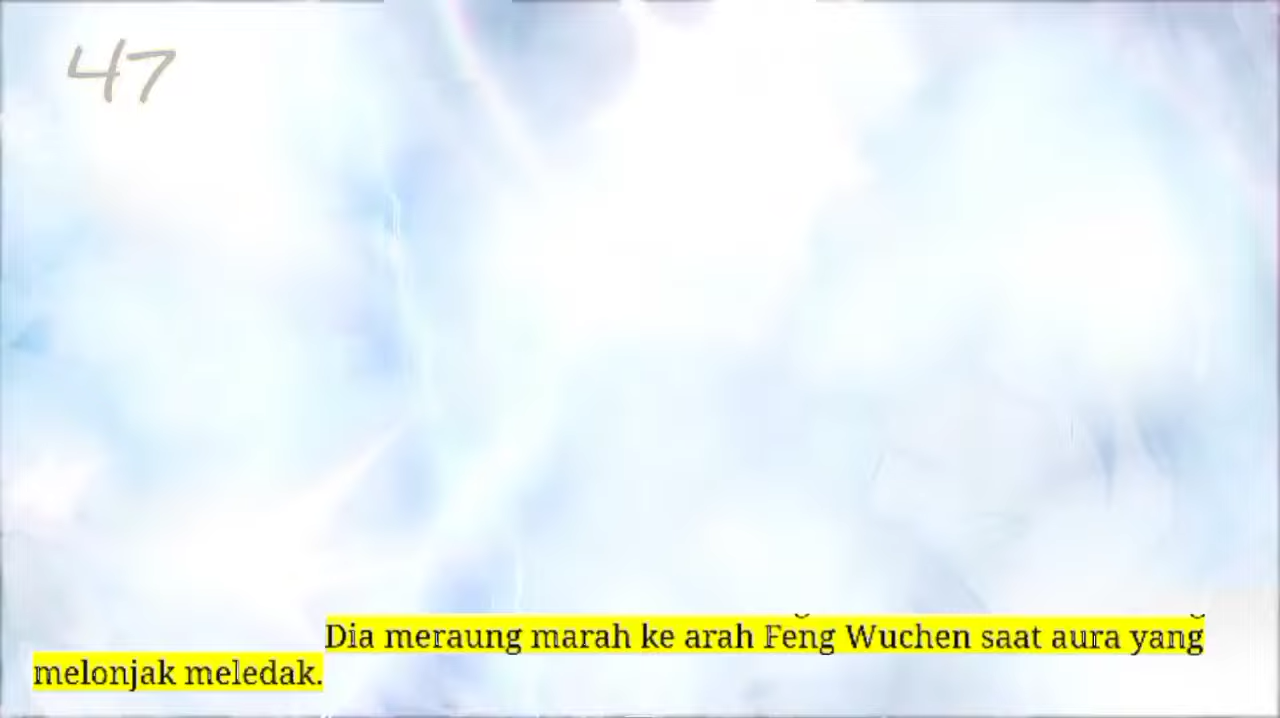 47
Dia meraung marah ke arah Feng Wuchen saat aura yang
melonjak meledak.